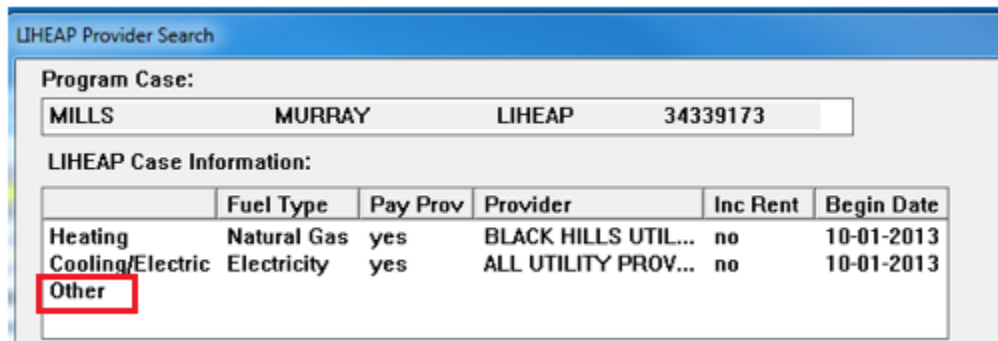 LIHEAP Provider Search
Program Case:
MILLS MURRAY LIHEAP 34339173
LIHEAP Case Information:
Fuel Type Pay Prov Provider Inc Rent Begin Date
Heating Natural Gas yes BLACK HILLS UTIL... no 10-01-2013
Cooling/Electric Electricity yes ALL UTILITY PROV... no 10-01-2013
Other